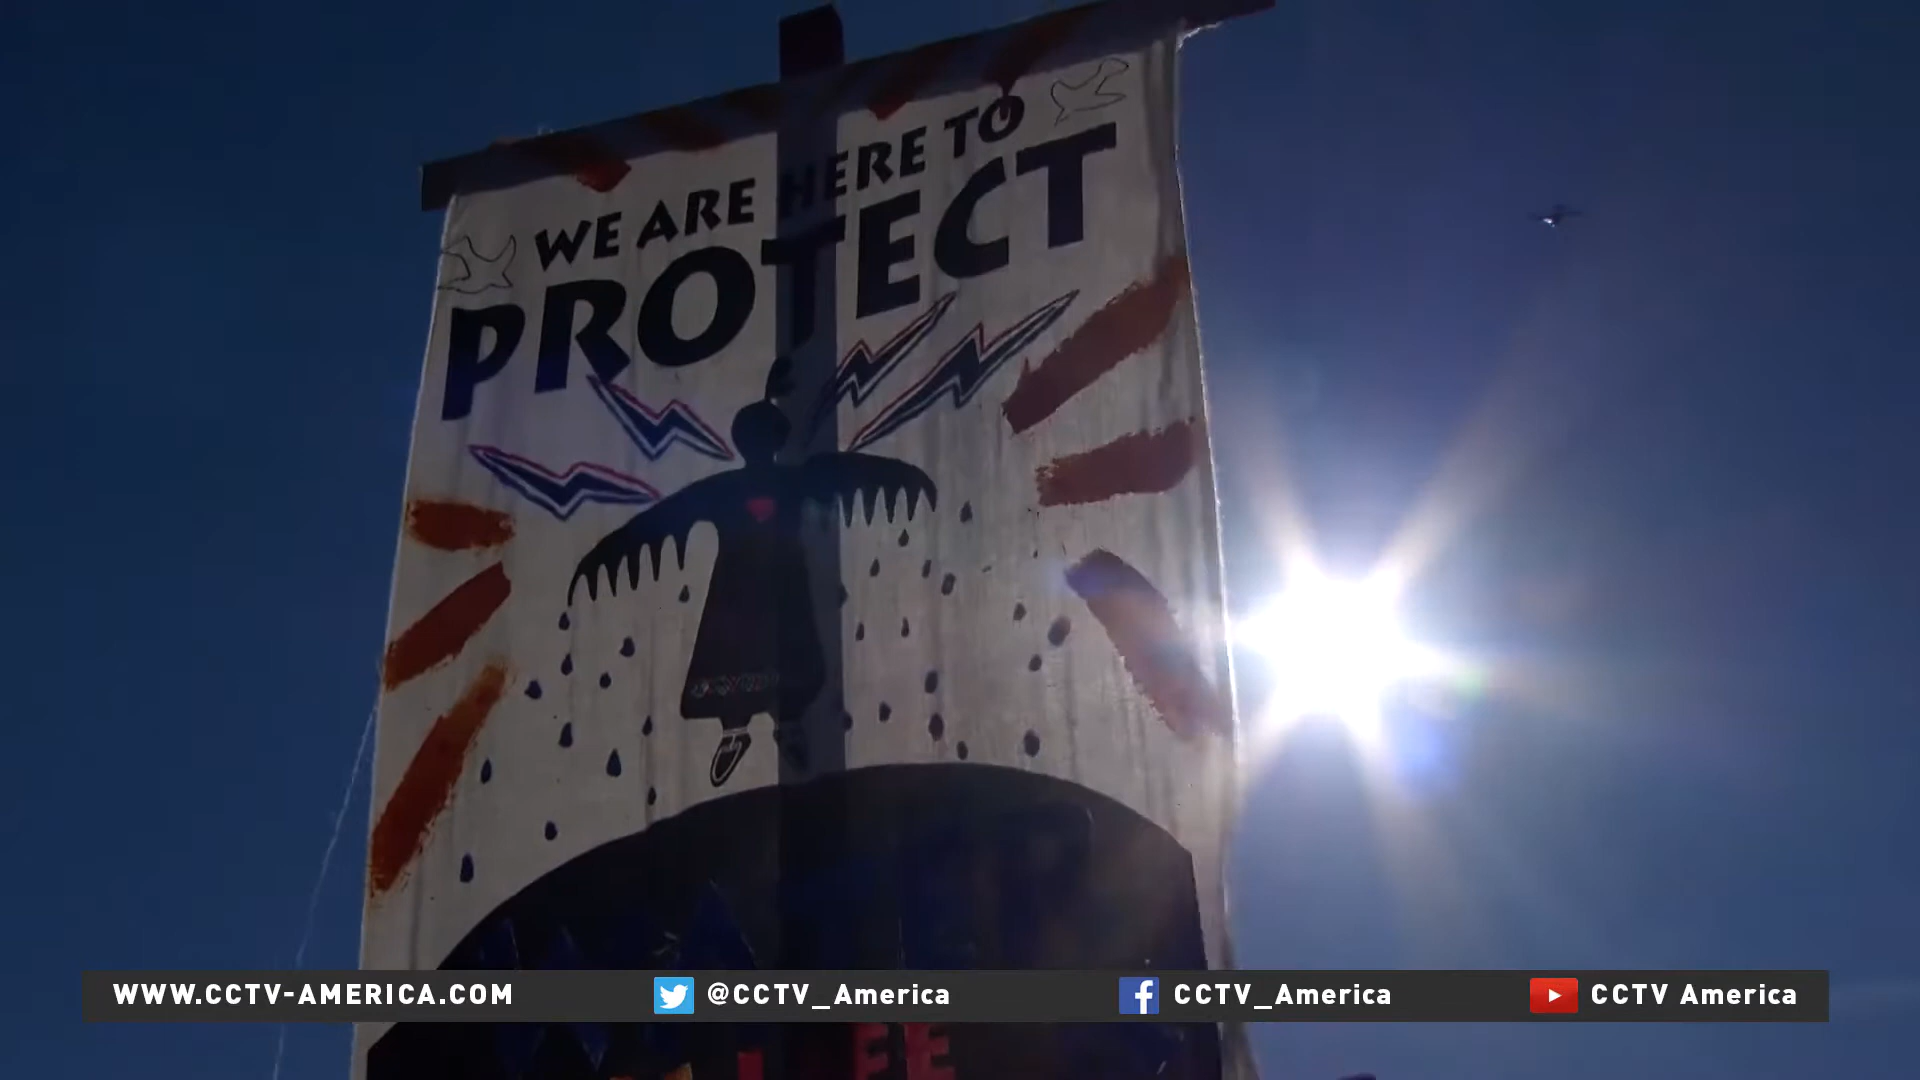 WE ARE HERE TO
PROTECT
WWW.CCTV-AMERICA.COM
@CCTV_America
CCTV_America
CCTV America